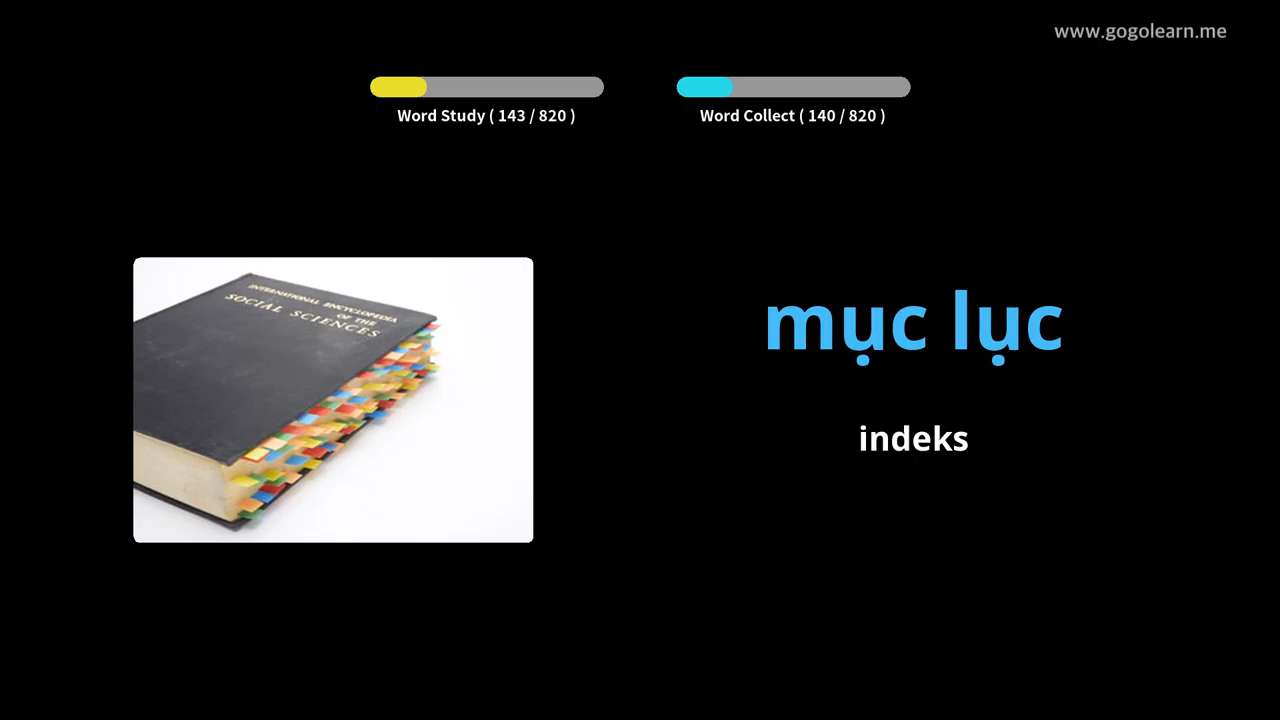 www.gogolearn.me
Word Study ( 143 / 820 )
Word Collect ( 140 / 820 )
INTERNATIONAL ENCYCLOPEDIA
OF THE
SOCIAL SCIENCES
mục lục
indeks